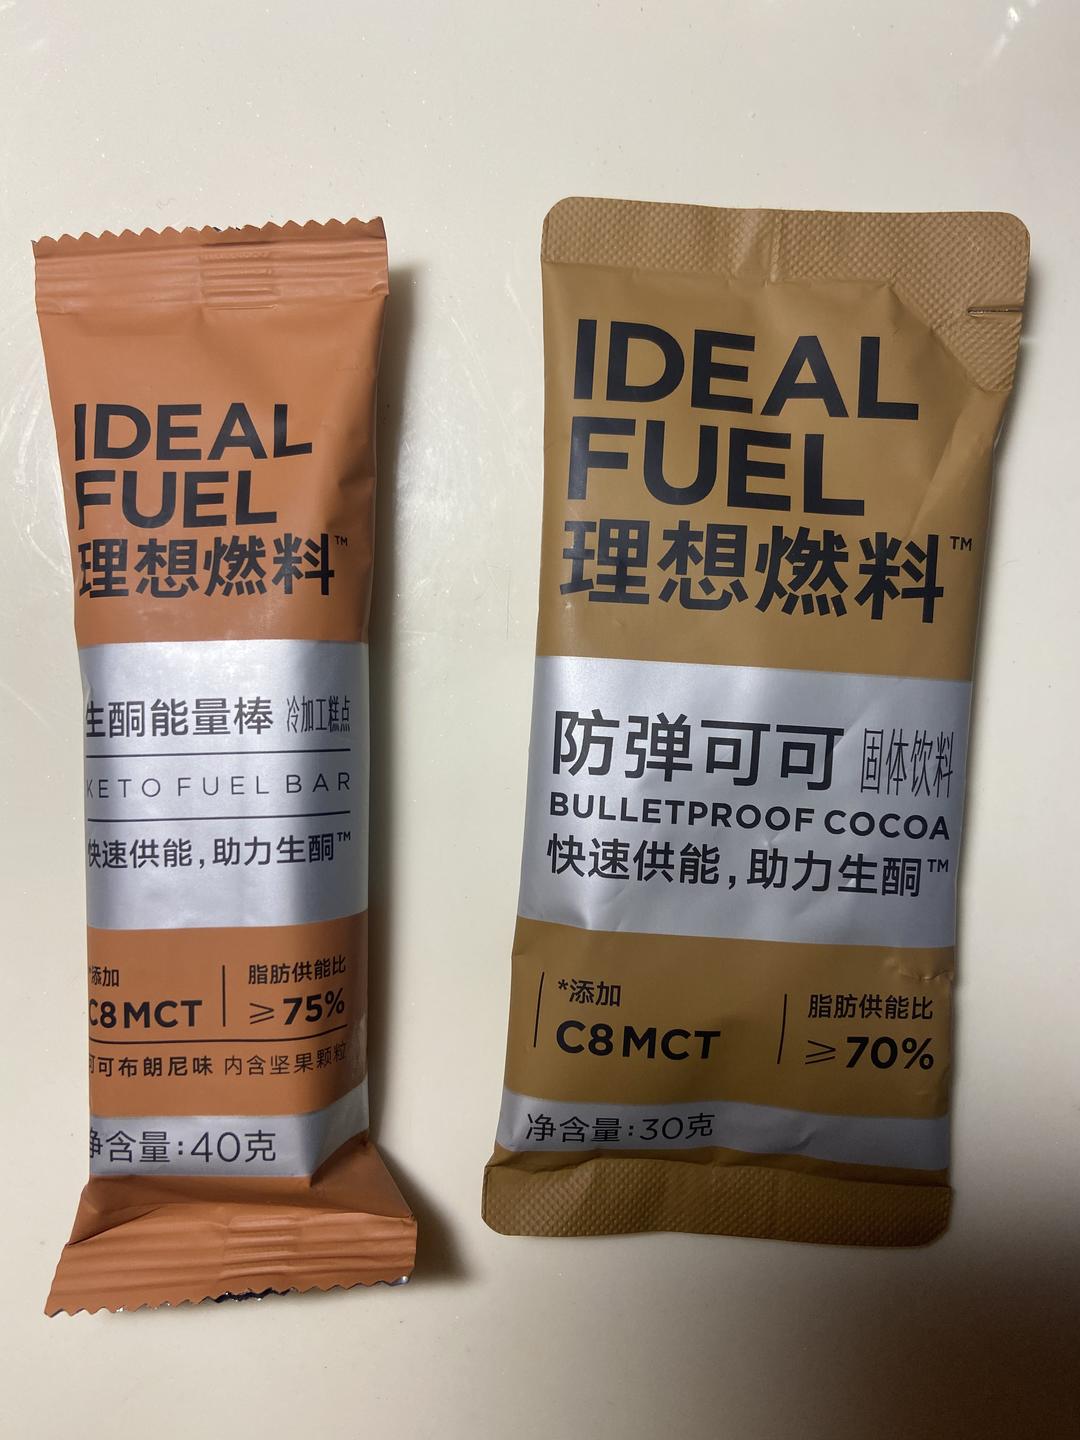 IDEAL
FUEL
理想燃料™
生酮能量棒 冷加工糕点
KETO FUEL BAR
快速供能,助力生酮™
*添加
C8 MCT
脂肪供能比
≥75%
可可布朗尼味 内含坚果颗粒
净含量:40克
IDEAL
FUEL
理想燃料™
防弹可可 固体饮料
BULLETPROOF COCOA
快速供能,助力生酮™
*添加
C8 MCT
脂肪供能比
≥70%
净含量:30克